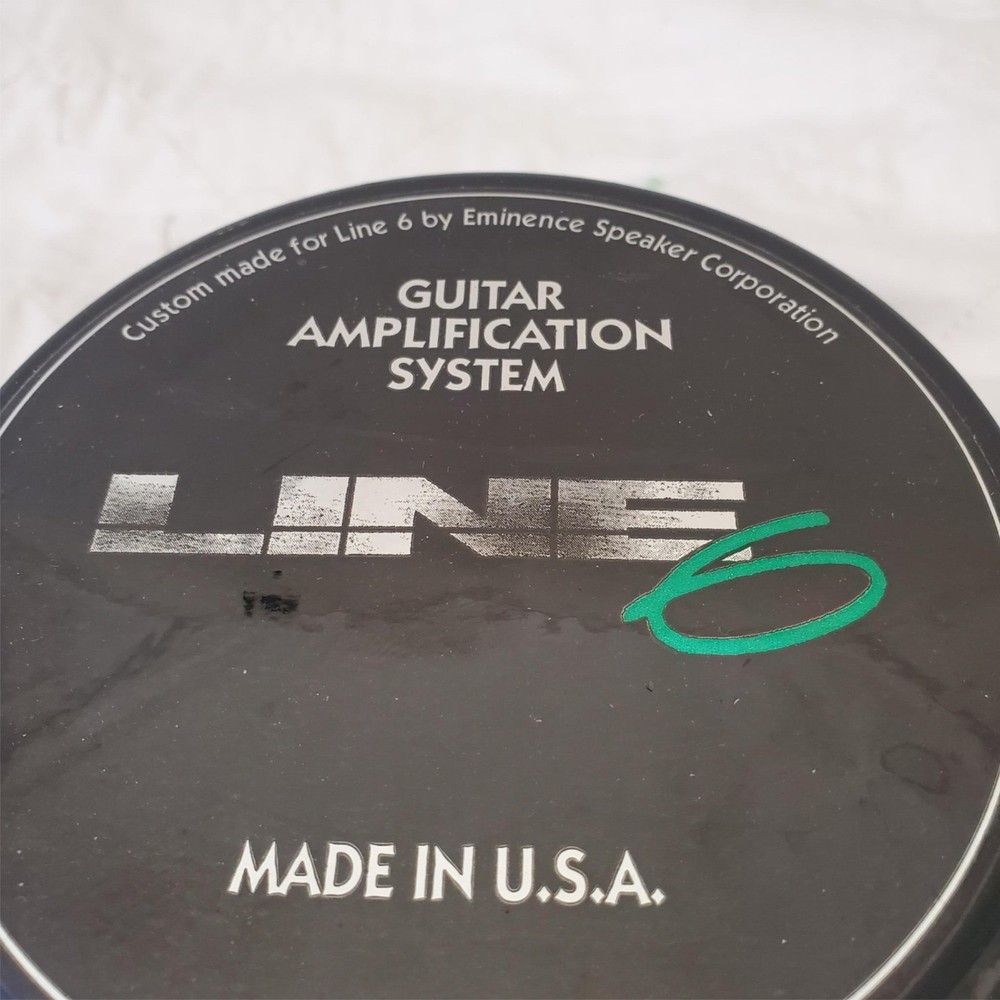 Custom made for Line 6 by Eminence Speaker Corporation
GUITAR
AMPLIFICATION
SYSTEM
LINE 6
MADE IN U.S.A.